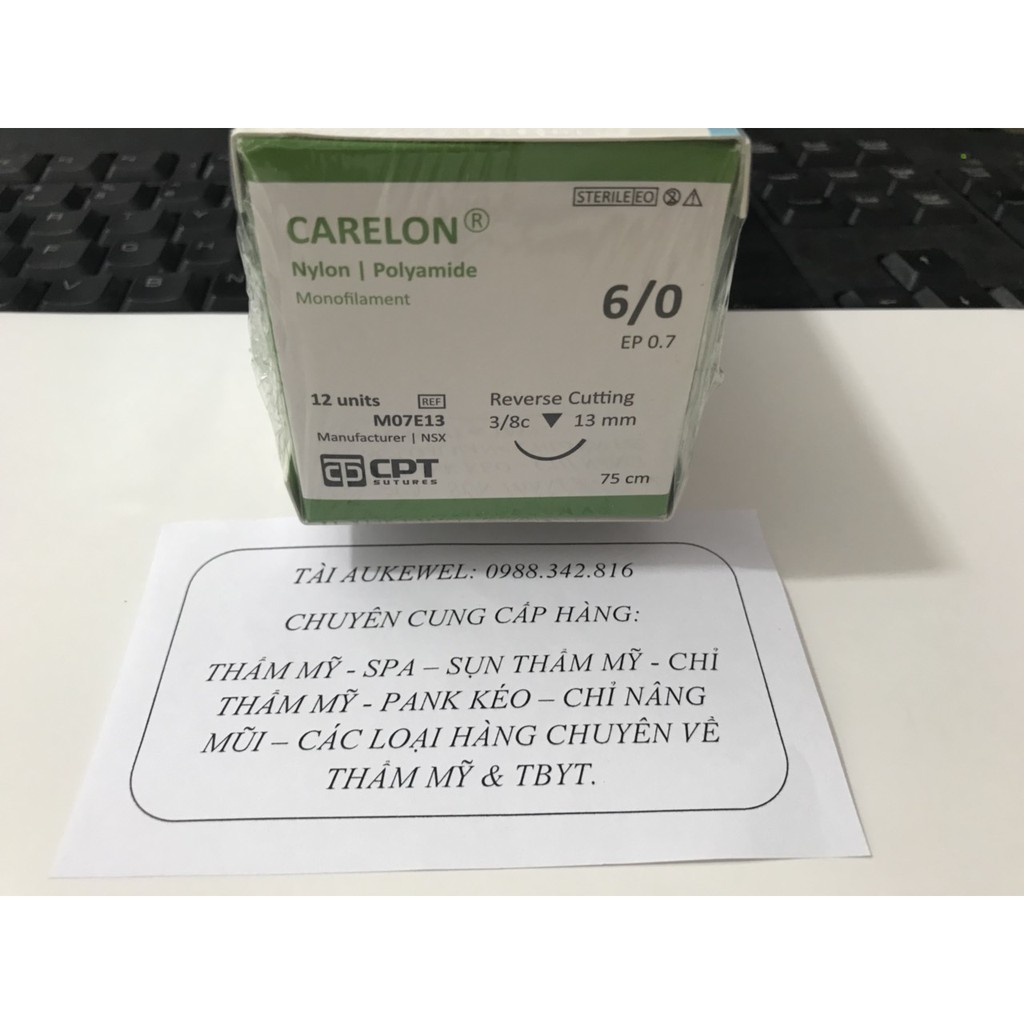 STERILE EO
CARELON®
Nylon | Polyamide
Monofilament
6/0
EP 0.7
12 units REF
M07E13
Manufacturer | NSX
CPT
SUTURES
Reverse Cutting
3/8c ▼ 13 mm
75 cm
TÀI AUKEWEL: 0988.342.816
CHUYÊN CUNG CẤP HÀNG:
THẨM MỸ - SPA – SỤN THẨM MỸ - CHỈ
THẨM MỸ - PANK KÉO – CHỈ NÂNG
MŨI – CÁC LOẠI HÀNG CHUYÊN VỀ
THẨM MỸ & TBYT.